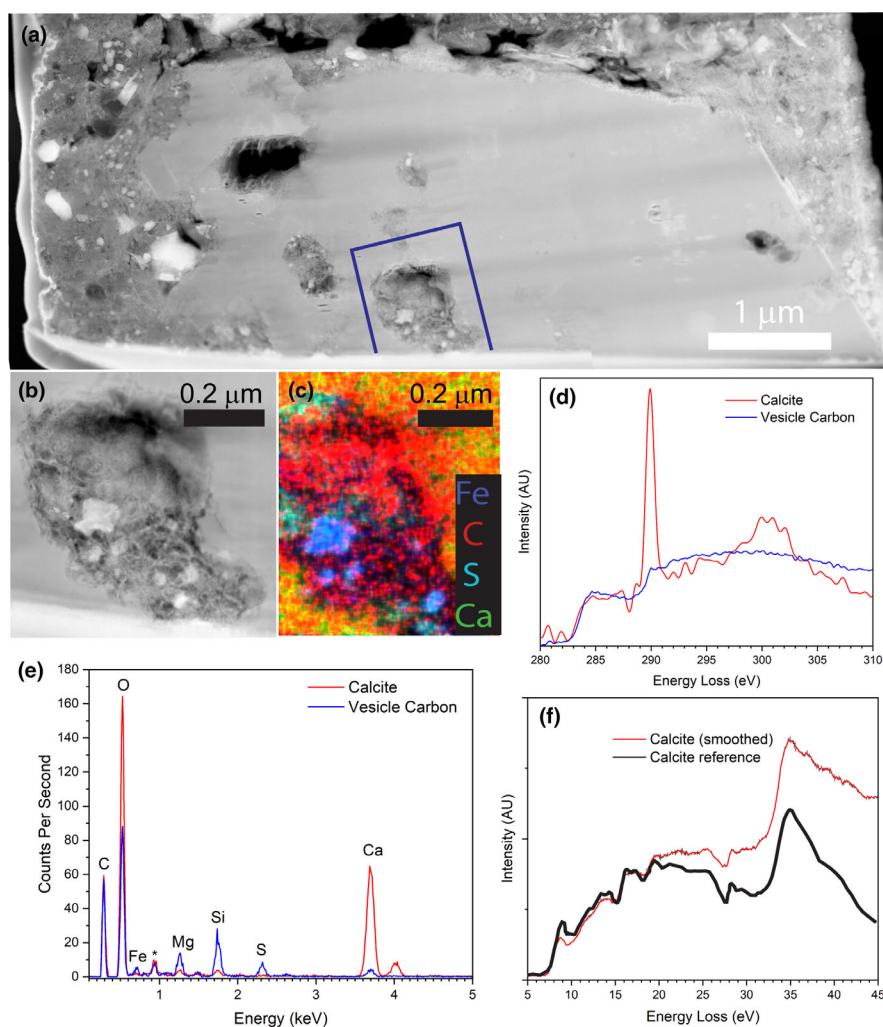 (a)
1 μm
(b)
0.2 μm
(c)
0.2 μm
Fe
C
S
Ca
(d)
Calcite
Vesicle Carbon
Intensity (AU)
280 285 290 295 300 305 310
Energy Loss (eV)
(e)
Calcite
Vesicle Carbon
180
160
140
120
100
80
60
40
20
0
Counts Per Second
C
O
Fe
*
Mg
Si
S
Ca
1 2 3 4 5
Energy (keV)
(f)
Calcite (smoothed)
Calcite reference
Intensity (AU)
5 10 15 20 25 30 35 40 45
Energy Loss (eV)